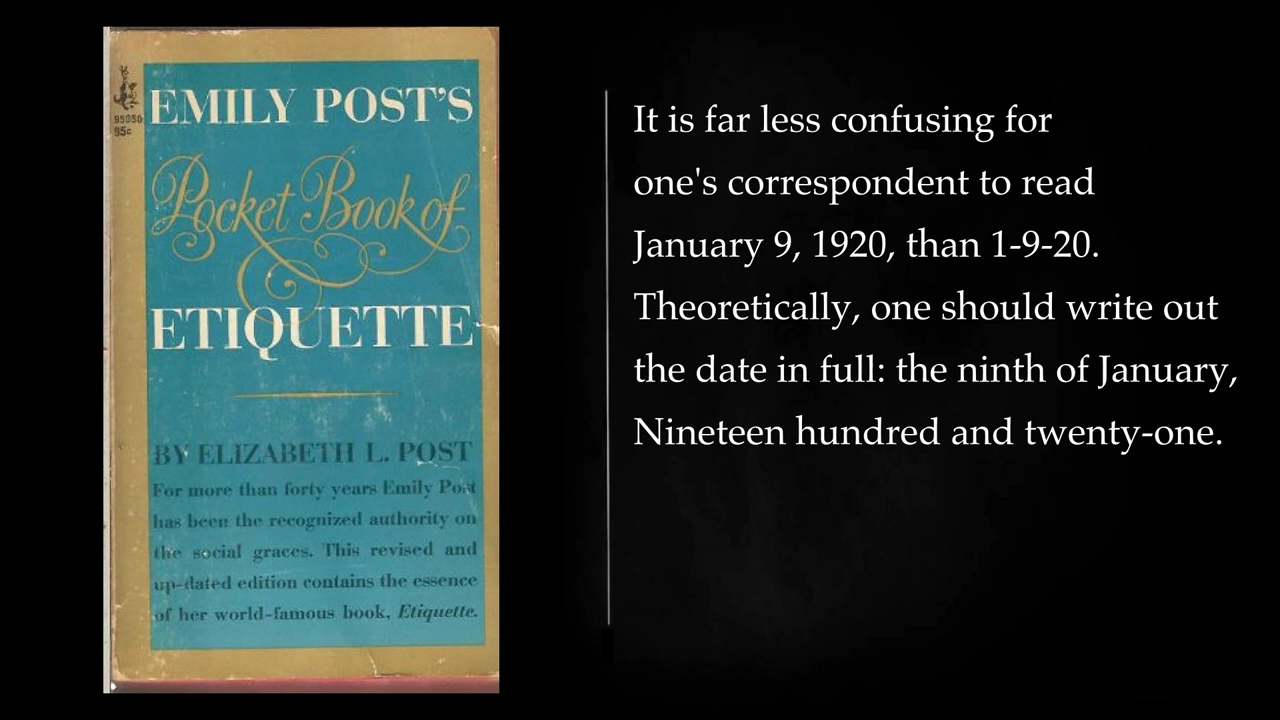 EMILY POST'S
95050
95c
Pocket Book of
ETIQUETTE
BY ELIZABETH L. POST
For more than forty years Emily Post
has been the recognized authority on
the social graces. This revised and
up-dated edition contains the essence
of her world-famous book, Etiquette.
It is far less confusing for
one's correspondent to read
January 9, 1920, than 1-9-20.
Theoretically, one should write out
the date in full: the ninth of January,
Nineteen hundred and twenty-one.